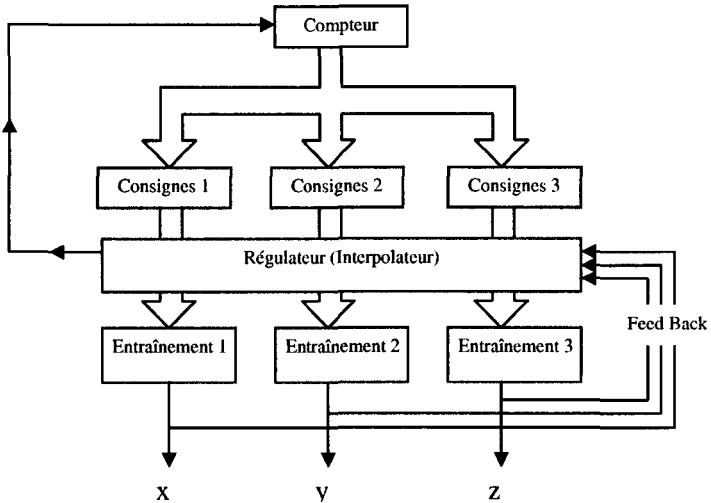 Compteur
Consignes 1
Consignes 2
Consignes 3
Régulateur (Interpolateur)
Feed Back
Entraînement 1
Entraînement 2
Entraînement 3
x
y
z